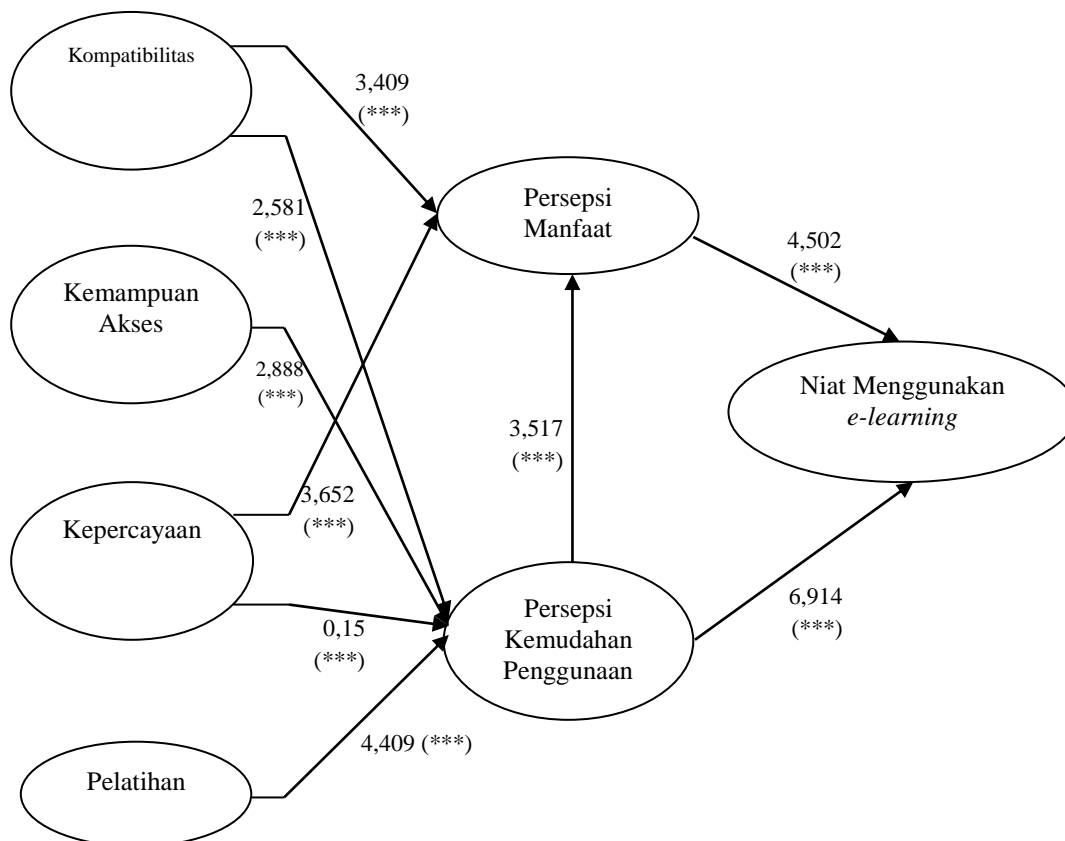 Kompatibilitas
3,409
(***)
2,581
(***)
Persepsi
Manfaat
4,502
(***)
Kemampuan
Akses
2,888
(***)
Niat Menggunakan
e-learning
3,517
(***)
3,652
(***)
Kepercayaan
0,15
(***)
Persepsi
Kemudahan
Penggunaan
6,914
(***)
4,409 (***)
Pelatihan